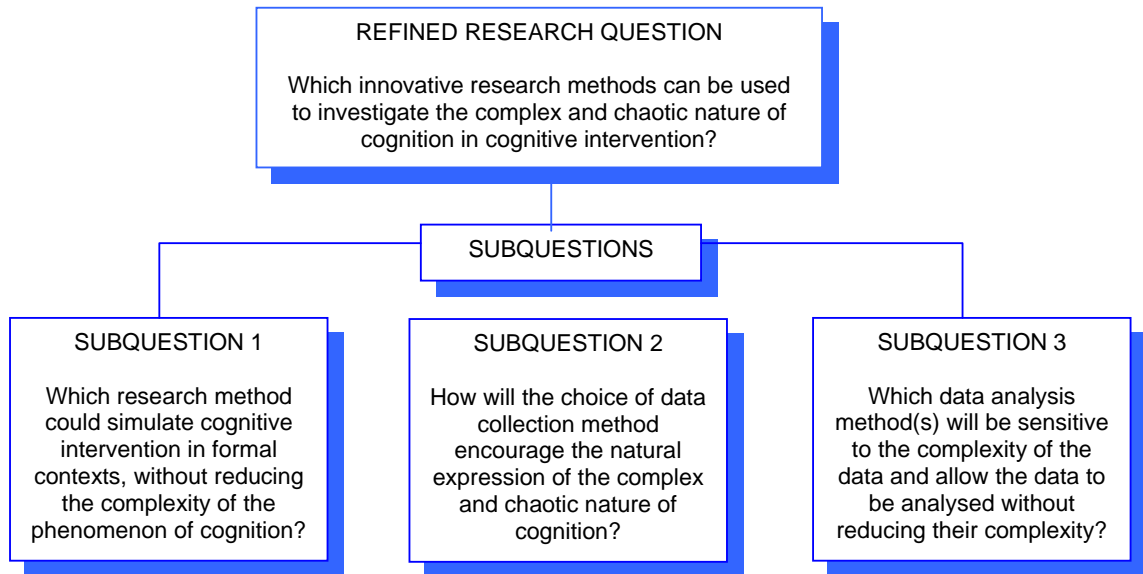 REFINED RESEARCH QUESTION
Which innovative research methods can be used
to investigate the complex and chaotic nature of
cognition in cognitive intervention?
SUBQUESTIONS
SUBQUESTION 1
Which research method
could simulate cognitive
intervention in formal
contexts, without reducing
the complexity of the
phenomenon of cognition?
SUBQUESTION 2
How will the choice of data
collection method
encourage the natural
expression of the complex
and chaotic nature of
cognition?
SUBQUESTION 3
Which data analysis
method(s) will be sensitive
to the complexity of the
data and allow the data to
be analysed without
reducing their complexity?